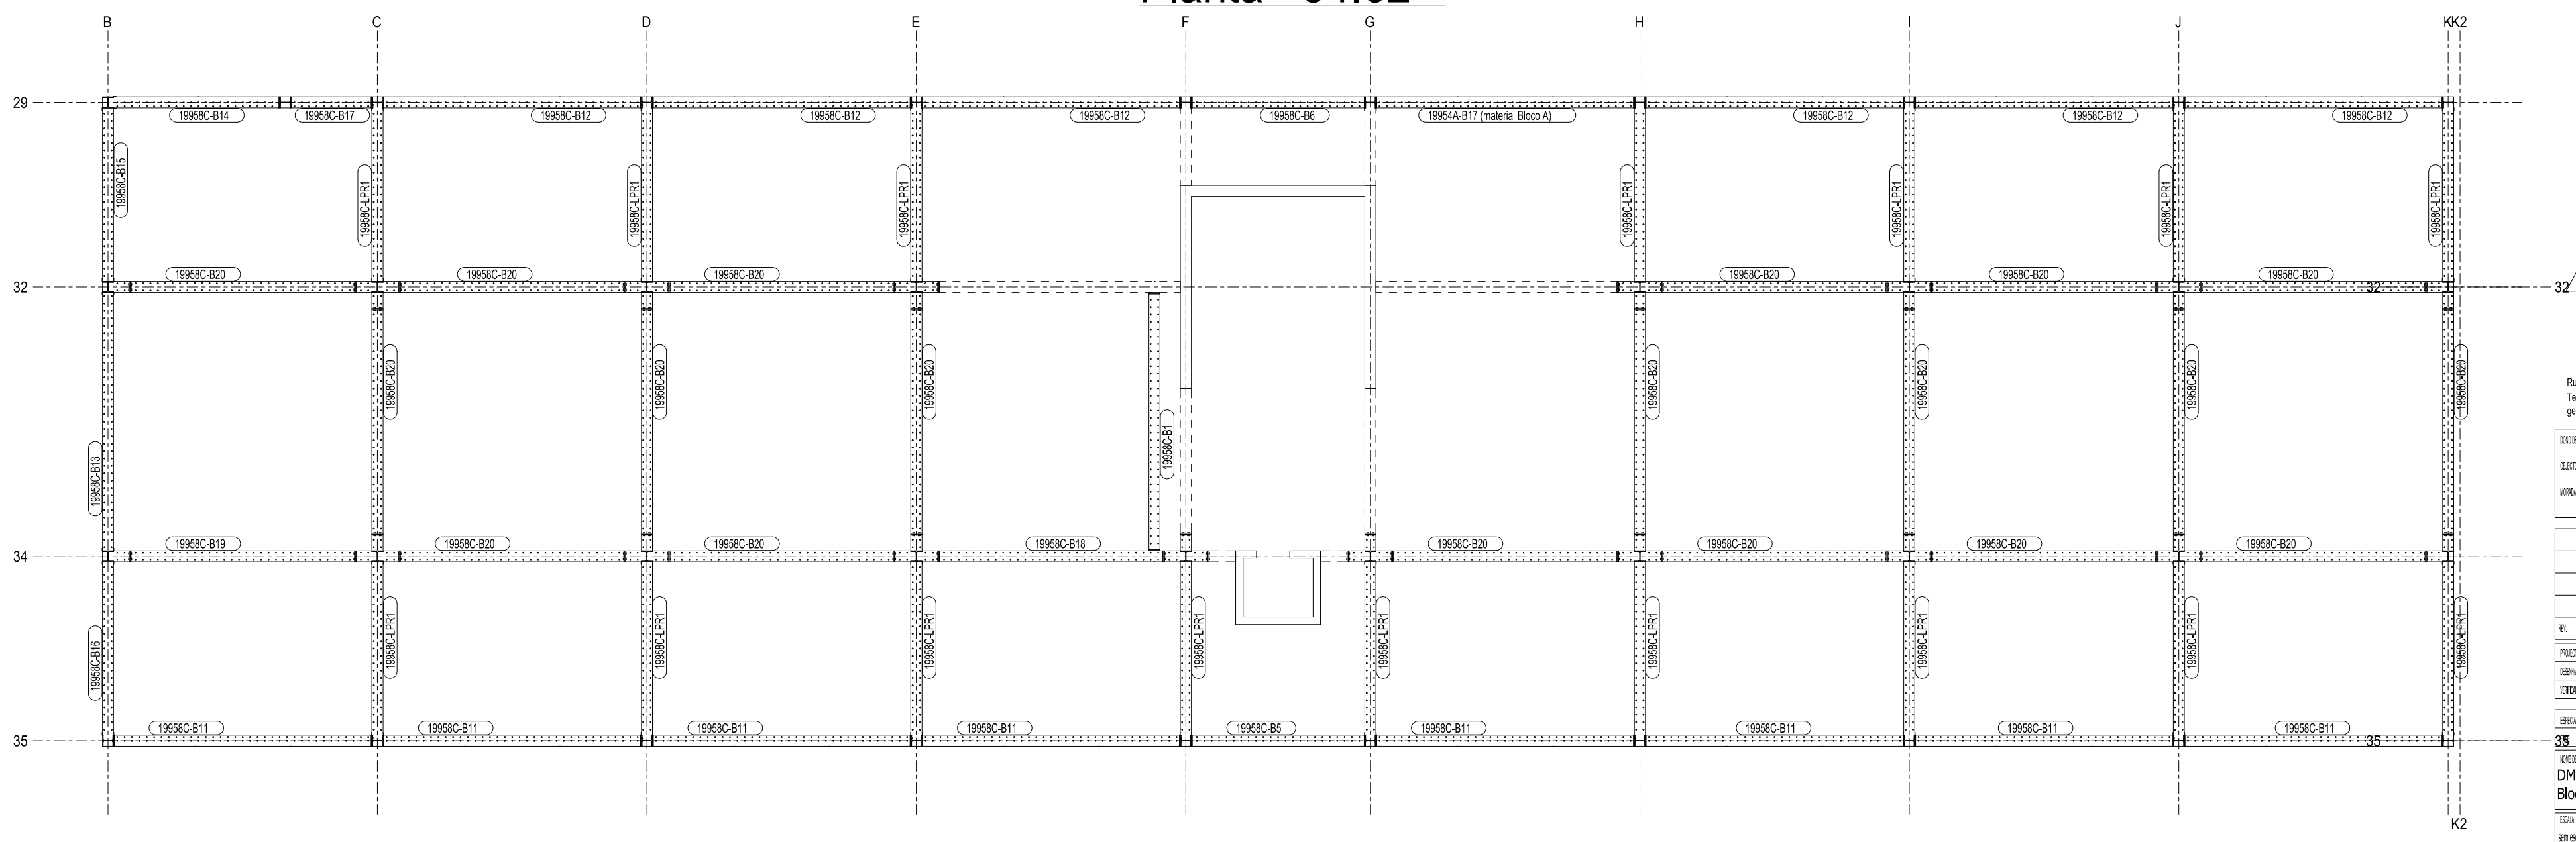 B C D E F G H I J K K2
29
19958C-B14 19958C-B17 19958C-B12 19958C-B12 19958C-B12 19958C-B6 19954A-B17 (material Bloco A) 19958C-B12 19958C-B12 19958C-B12
19958C-B15 19958C-LPR1 19958C-LPR1 19958C-LPR1 19958C-LPR1 19958C-LPR1 19958C-LPR1 19958C-LPR1
19958C-B20 19958C-B20 19958C-B20 19958C-B20 19958C-B20 19958C-B20
32 32 32
19958C-B20 19958C-B20 19958C-B20 19958C-B20 19958C-B20 19958C-B20 19958C-B20
19958C-B13 19958C-B1
19958C-B19 19958C-B20 19958C-B20 19958C-B18 19958C-B20 19958C-B20 19958C-B20 19958C-B20
34
19958C-B16 19958C-LPR1 19958C-LPR1 19958C-LPR1 19958C-LPR1 19958C-LPR1 19958C-LPR1 19958C-LPR1 19958C-LPR1 19958C-LPR1
19958C-B11 19958C-B11 19958C-B11 19958C-B11 19958C-B5 19958C-B11 19958C-B11 19958C-B11 19958C-B11
35 35 35
K2
REV.
DM
ESCALA